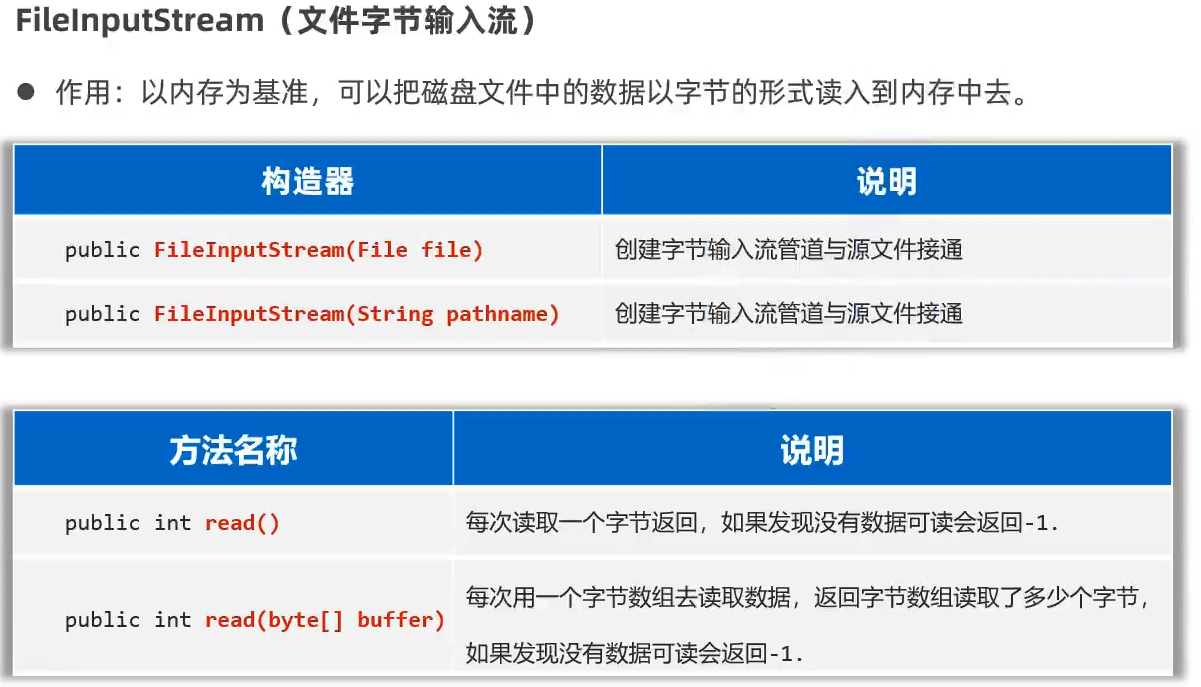 FileInputStream（文件字节输入流）
● 作用：以内存为基准，可以把磁盘文件中的数据以字节的形式读入到内存中去。
构造器 说明
public FileInputStream(File file) 创建字节输入流管道与源文件接通
public FileInputStream(String pathname) 创建字节输入流管道与源文件接通
方法名称 说明
public int read() 每次读取一个字节返回，如果发现没有数据可读会返回-1.
public int read(byte[] buffer) 每次用一个字节数组去读取数据，返回字节数组读取了多少个字节，
如果发现没有数据可读会返回-1.